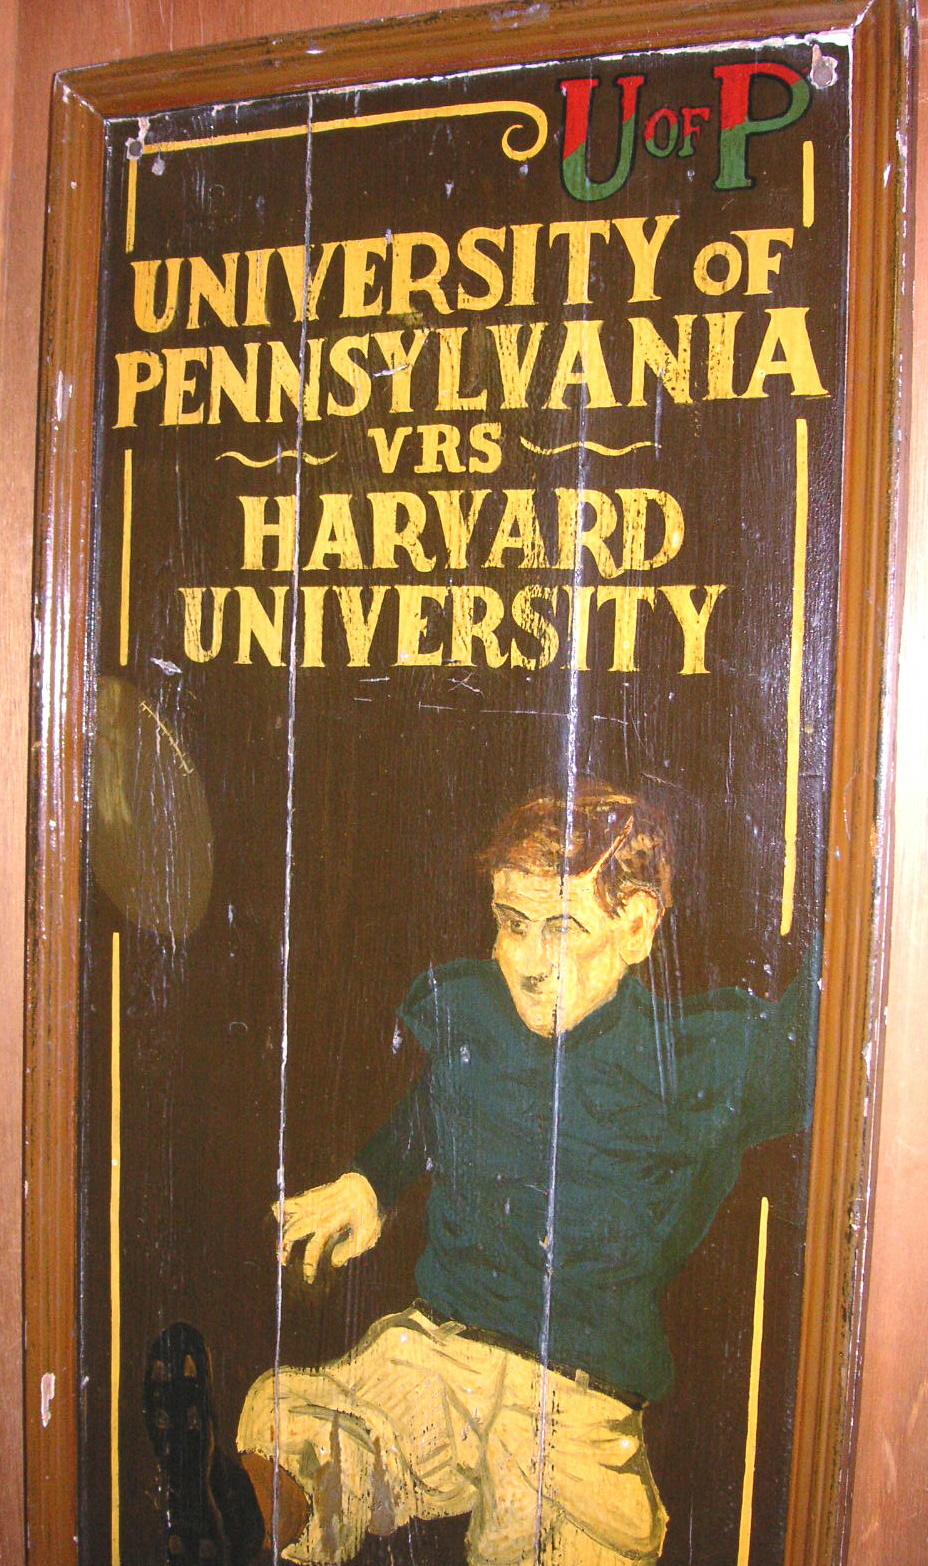 U OF P
UNIVERSITY OF
PENNSYLVANIA
VRS
HARVARD
UNIVERSITY